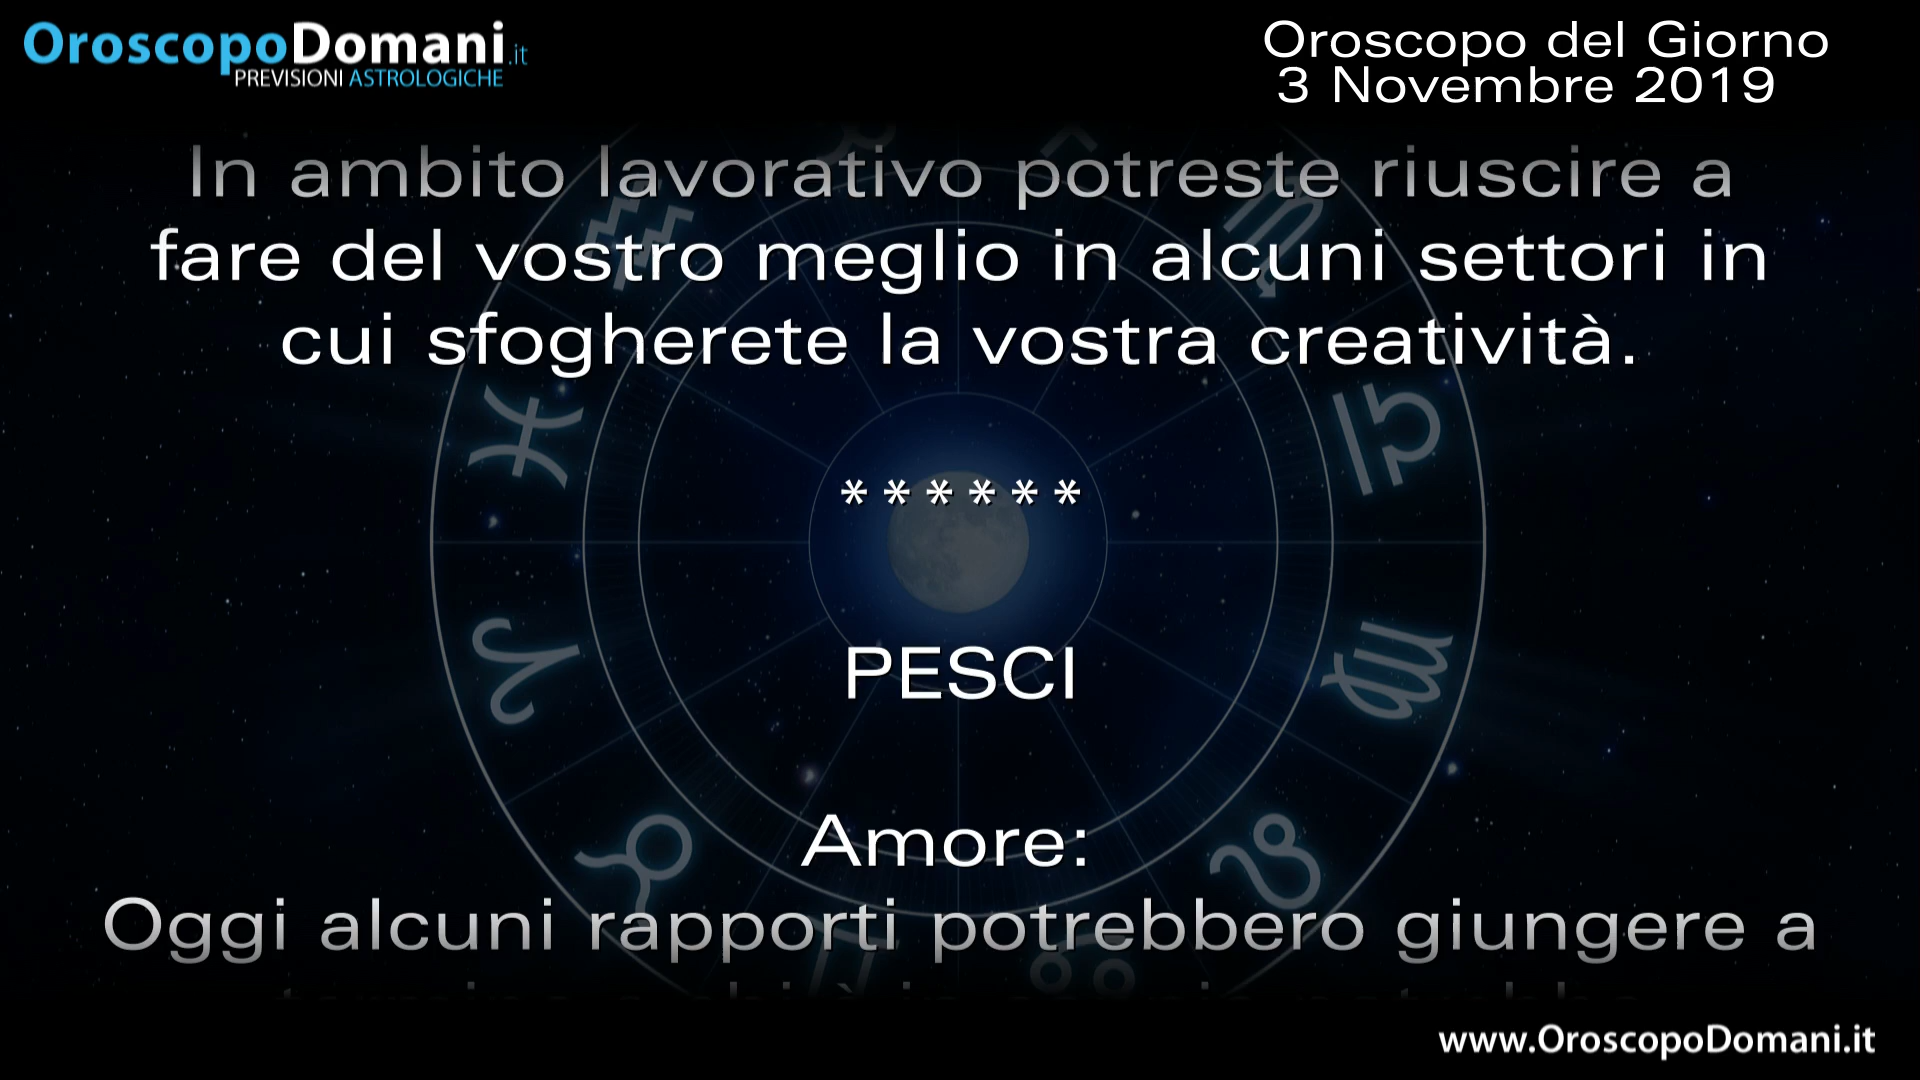 OroscopoDomani.it
PREVISIONI ASTROLOGICHE
Oroscopo del Giorno
3 Novembre 2019
In ambito lavorativo potreste riuscire a
fare del vostro meglio in alcuni settori in
cui sfogherete la vostra creatività.
******
PESCI
Amore:
Oggi alcuni rapporti potrebbero giungere a
www.OroscopoDomani.it